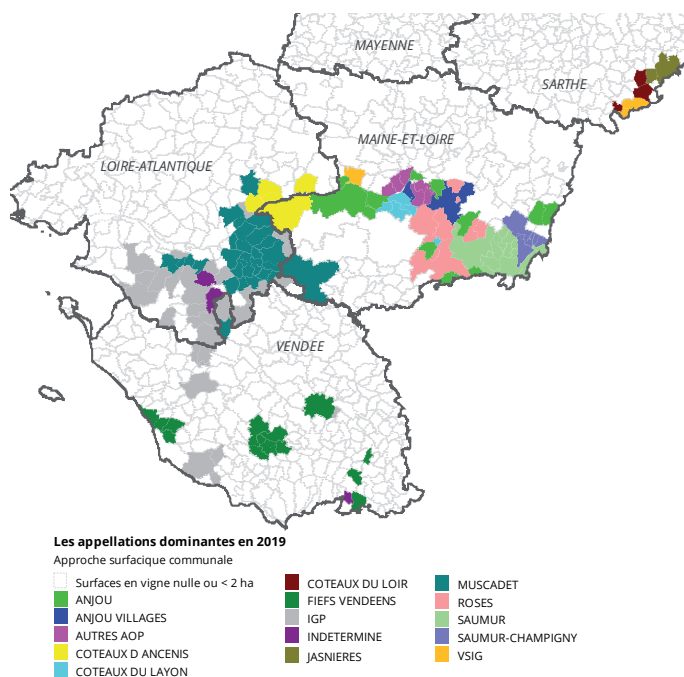 MAYENNE
SARTHE
MAINE-ET-LOIRE
LOIRE-ATLANTIQUE
VENDEE
Les appellations dominantes en 2019
Approche surfacique communale
Surfaces en vigne nulle ou < 2 ha
ANJOU
ANJOU VILLAGES
AUTRES AOP
COTEAUX D ANCENIS
COTEAUX DU LAYON
COTEAUX DU LOIR
FIEFS VENDEENS
IGP
INDETERMINE
JASNIERES
MUSCADET
ROSES
SAUMUR
SAUMUR-CHAMPIGNY
VSIG